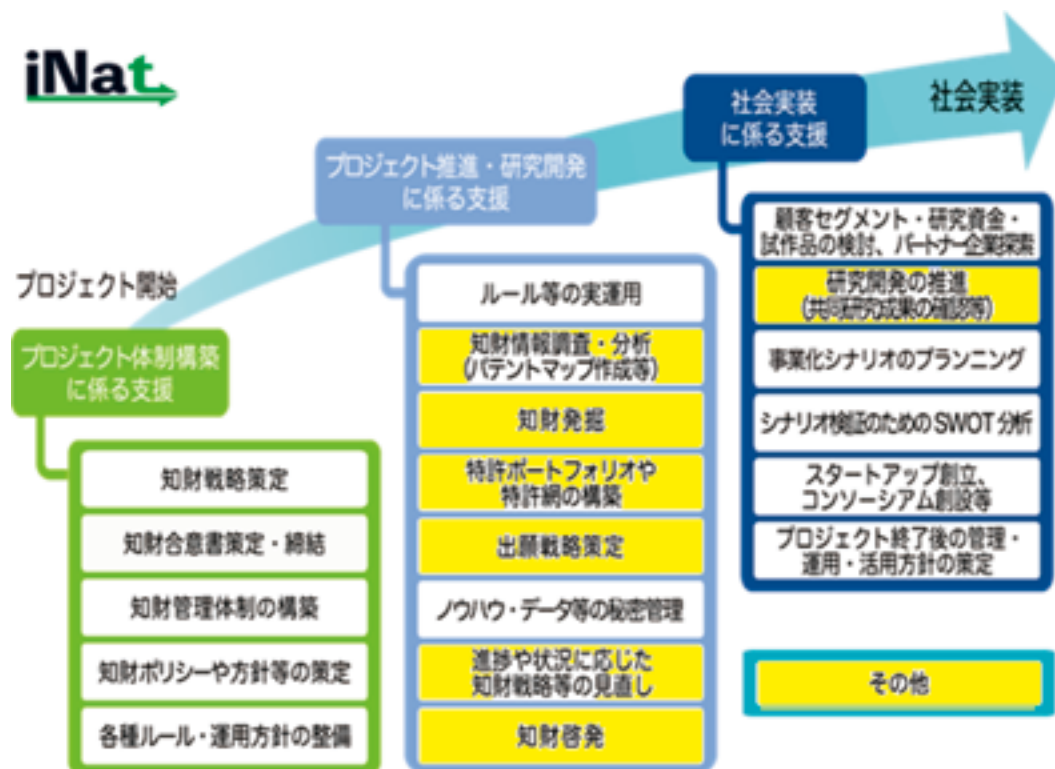 iNat
プロジェクト開始
プロジェクト体制構築
に係る支援
知財戦略策定
知財合意書策定・締結
知財管理体制の構築
知財ポリシーや方針等の策定
各種ルール・運用方針の整備
プロジェクト推進・研究開発
に係る支援
ルール等の実運用
知財情報調査・分析
(パテントマップ作成等)
知財発掘
特許ポートフォリオや
特許網の構築
出願戦略策定
ノウハウ・データ等の秘密管理
進捗や状況に応じた
知財戦略等の見直し
知財啓発
社会実装
に係る支援
社会実装
顧客セグメント・研究資金・
試作品の検討、パートナー企業探索
研究開発の推進
(共同研究成果の確認等)
事業化シナリオのプランニング
シナリオ検証のためのSWOT分析
スタートアップ創立、
コンソーシアム創設等
プロジェクト終了後の管理・
運用・活用方針の策定
その他